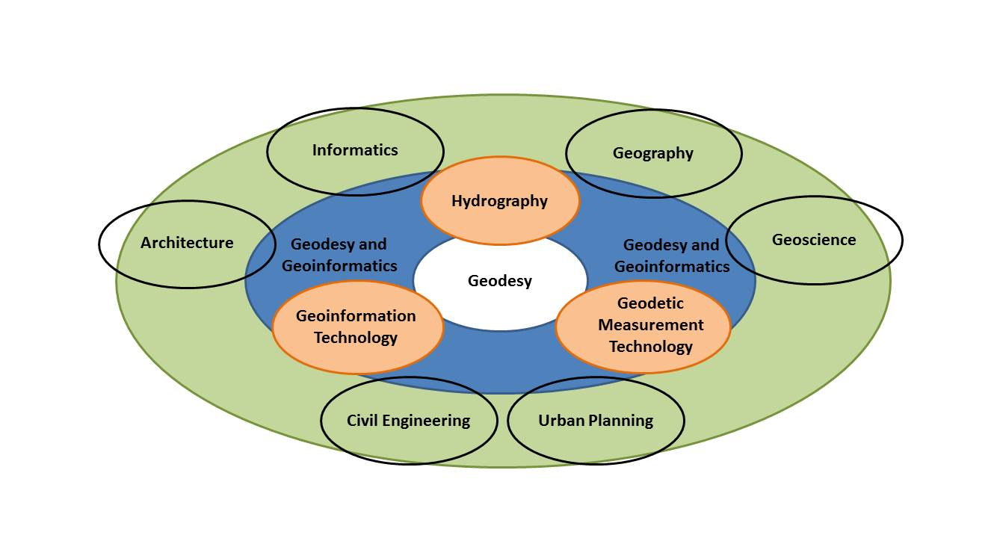 Informatics
Geography
Hydrography
Architecture
Geodesy and
Geoinformatics
Geodesy and
Geoinformatics
Geoscience
Geodesy
Geoinformation
Technology
Geodetic
Measurement
Technology
Civil Engineering
Urban Planning